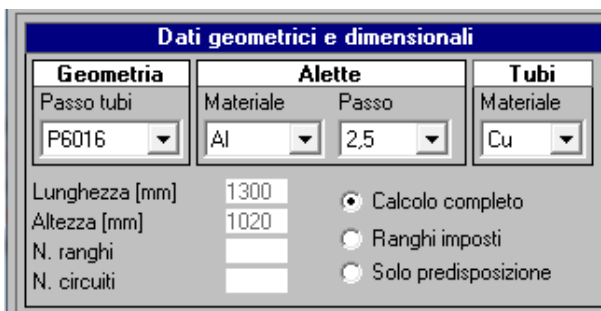 Dati geometrici e dimensionali
Geometria Alette Tubi
Passo tubi Materiale Passo Materiale
P6016 Al 2,5 Cu
Lunghezza [mm] 1300
Altezza [mm] 1020
N. ranghi
N. circuiti
Calcolo completo
Ranghi imposti
Solo predisposizione